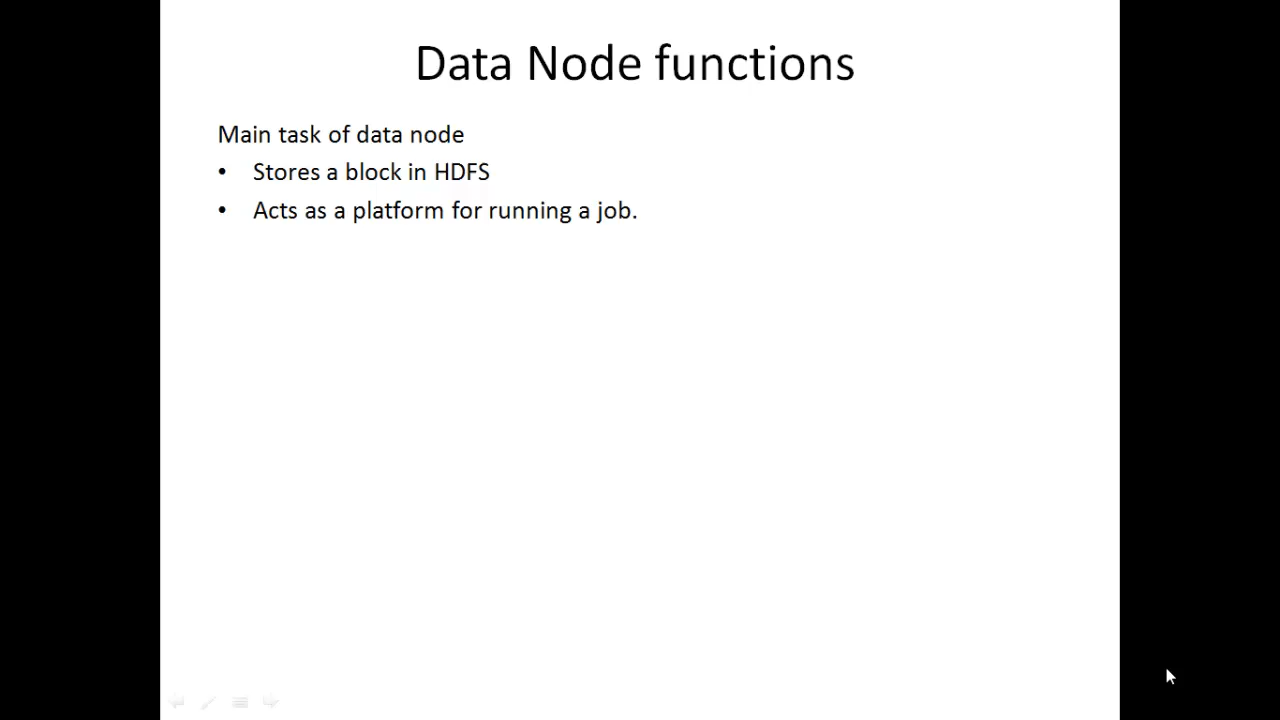 Data Node functions
Main task of data node
• Stores a block in HDFS
• Acts as a platform for running a job.